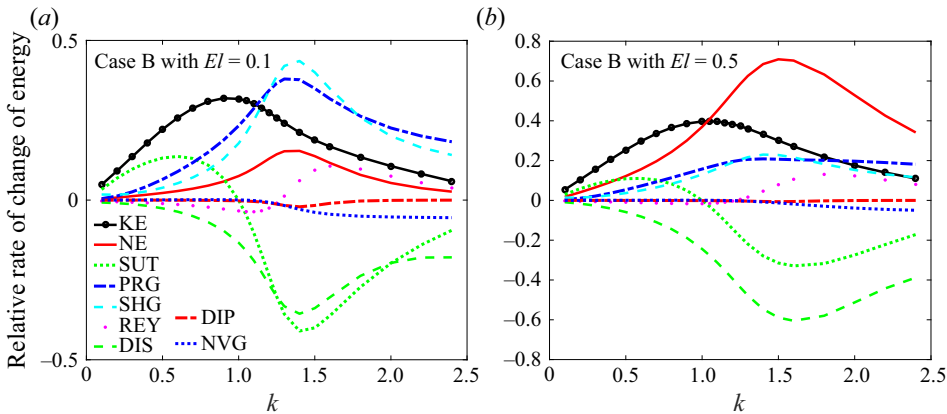 (a)
(b)
Relative rate of change of energy
Case B with El = 0.1
Case B with El = 0.5
0.5
0
–0.5
KE
NE
SUT
PRG
SHG
REY
DIS
DIP
NVG
0 0.5 1.0 1.5 2.0 2.5
k
0.8
0.6
0.4
0.2
0
–0.2
–0.4
–0.6
–0.8
0 0.5 1.0 1.5 2.0 2.5
k